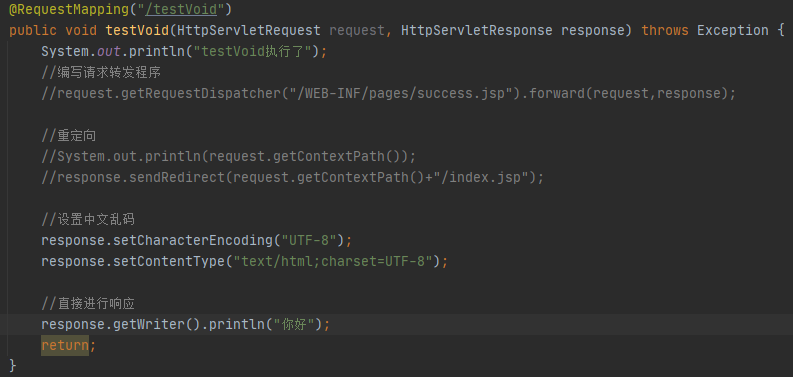 @RequestMapping("/testVoid")
public void testVoid(HttpServletRequest request, HttpServletResponse response) throws Exception {
System.out.println("testVoid执行了");
//编写请求转发程序
//request.getRequestDispatcher("/WEB-INF/pages/success.jsp").forward(request,response);
//重定向
//System.out.println(request.getContextPath());
//response.sendRedirect(request.getContextPath()+"/index.jsp");
//设置中文乱码
response.setCharacterEncoding("UTF-8");
response.setContentType("text/html;charset=UTF-8");
//直接进行响应
response.getWriter().println("你好");
return;
}